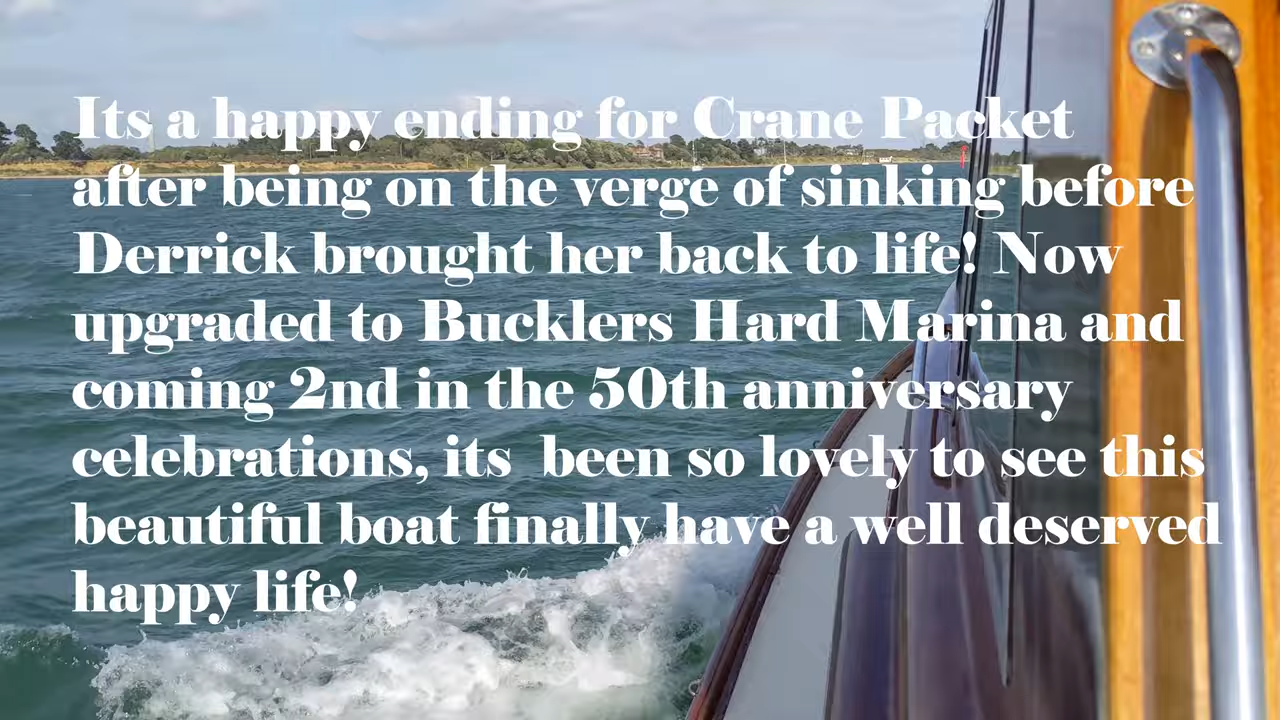 Its a happy ending for Crane Packet
after being on the verge of sinking before
Derrick brought her back to life! Now
upgraded to Bucklers Hard Marina and
coming 2nd in the 50th anniversary
celebrations, its  been so lovely to see this
beautiful boat finally have a well deserved
happy life!